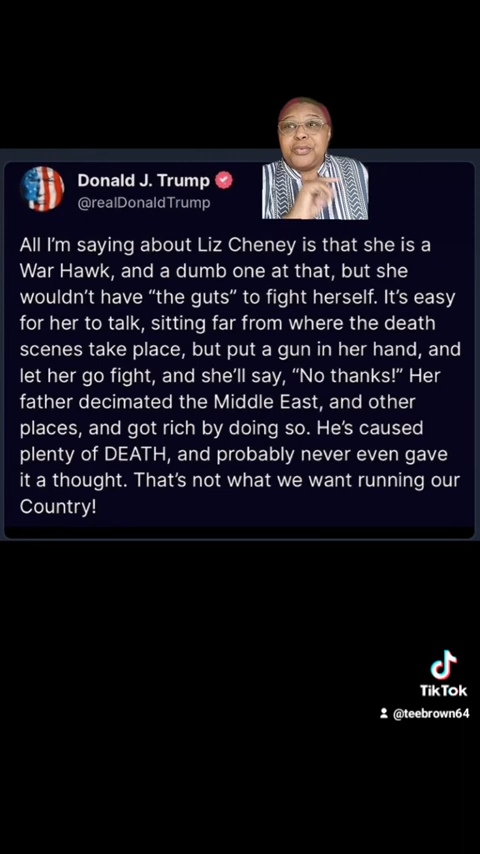 Donald J. Trump
@realDonaldTrump
All I'm saying about Liz Cheney is that she is a
War Hawk, and a dumb one at that, but she
wouldn't have “the guts” to fight herself. It's easy
for her to talk, sitting far from where the death
scenes take place, but put a gun in her hand, and
let her go fight, and she'll say, “No thanks!” Her
father decimated the Middle East, and other
places, and got rich by doing so. He's caused
plenty of DEATH, and probably never even gave
it a thought. That's not what we want running our
Country!
TikTok
@teebrown64